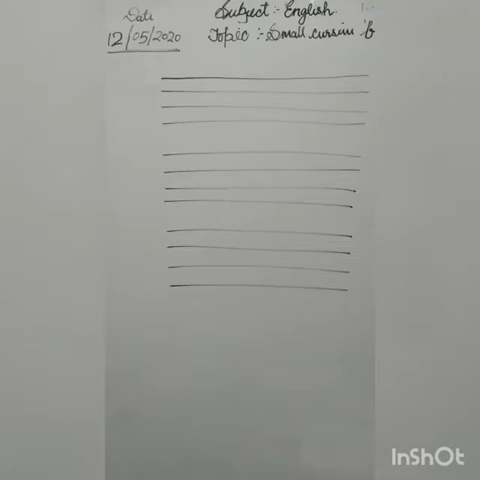 Date
12/05/2020
Subject :- English
Topic :- Small cursive 'b
InShOt